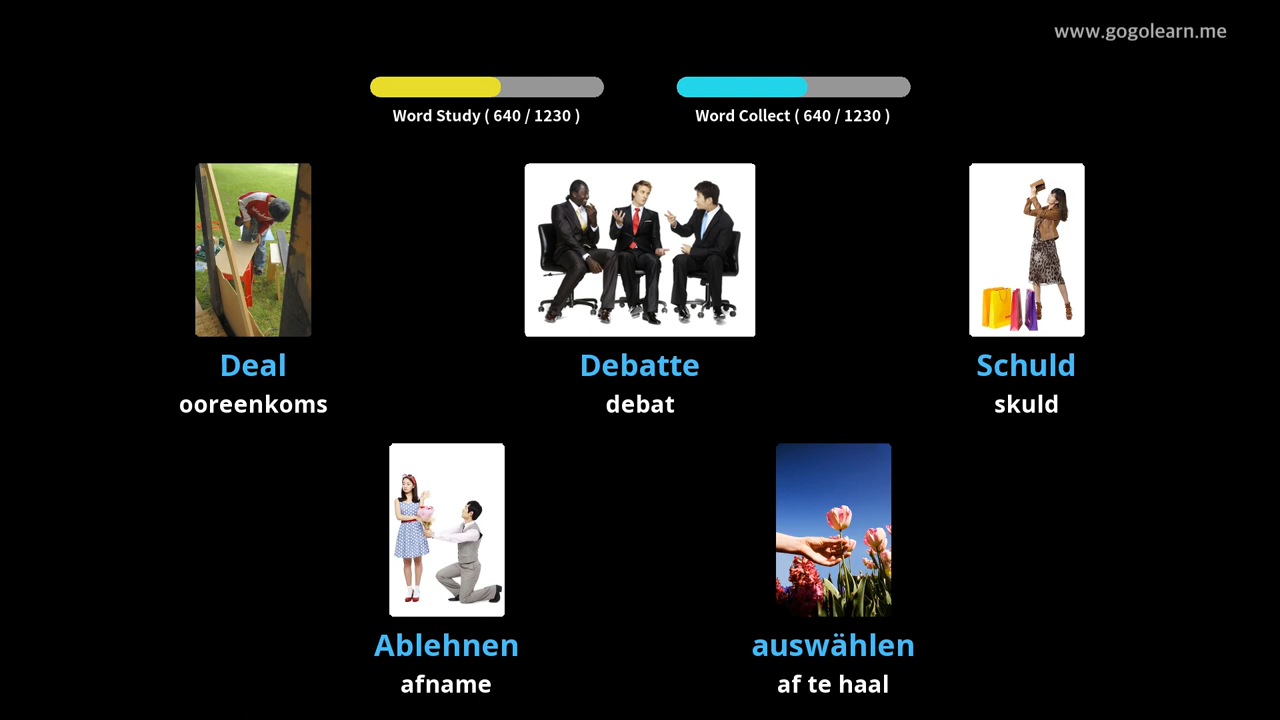 www.gogolearn.me
Word Study ( 640 / 1230 )
Word Collect ( 640 / 1230 )
Deal
ooreenkoms
Debatte
debat
Schuld
skuld
Ablehnen
afname
auswählen
af te haal